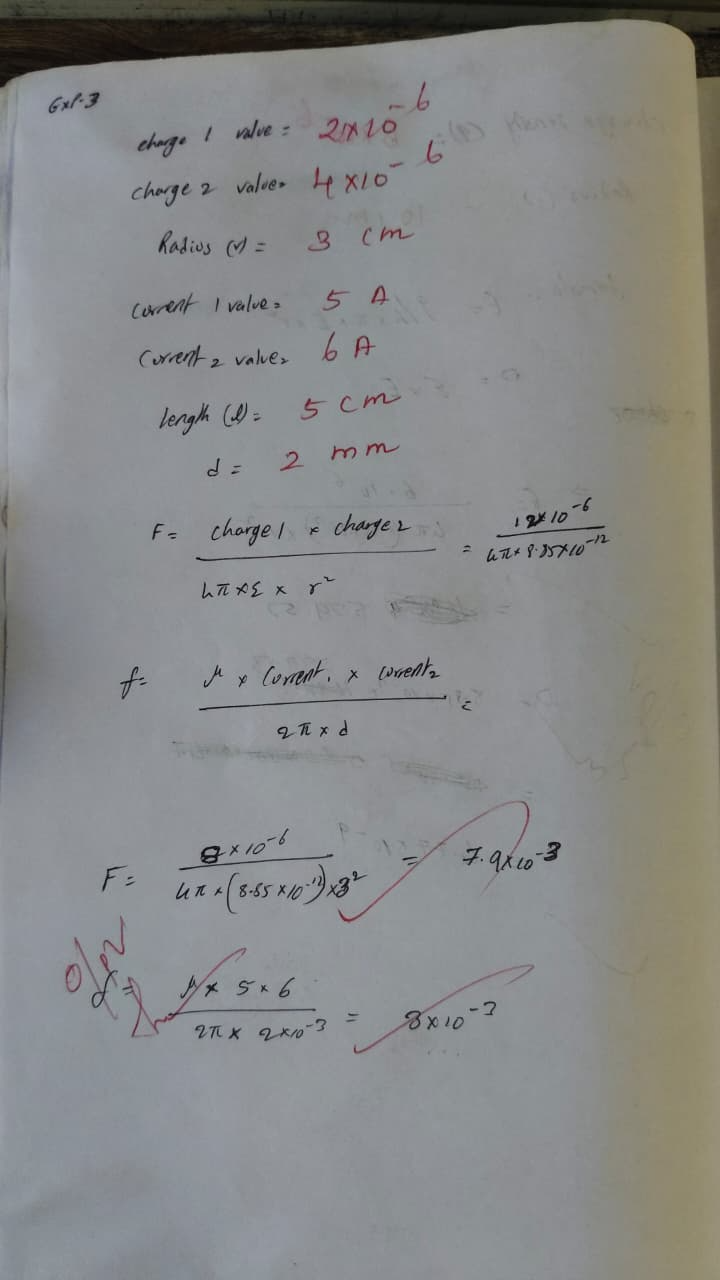 Exp-3
charge 1 value = 2×10^-6
charge 2 value = 4×10^-6
Radius (r) = 3 cm
Current 1 value = 5 A
Current 2 value = 6 A
length (l) = 5 cm
d = 2 mm
F = charge 1 × charge 2 / 4π × ε × r² = 12×10^-6 / 4π × 8.85×10^-12
f = μ × Current₁ × Current₂ / 2π × d =
F = 8×10^-6 / 4π × (8.85×10^-12) × 3² = 7.9×10^-3
f = μ × 5 × 6 / 2π × 2×10^-3 = 3×10^-3